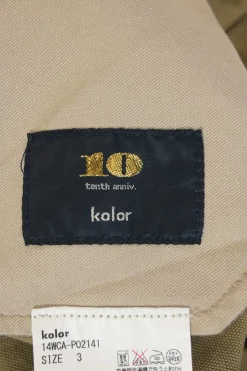 10
tenth anniv.
kolor
kolor
14WCA-P02141
SIZE 3